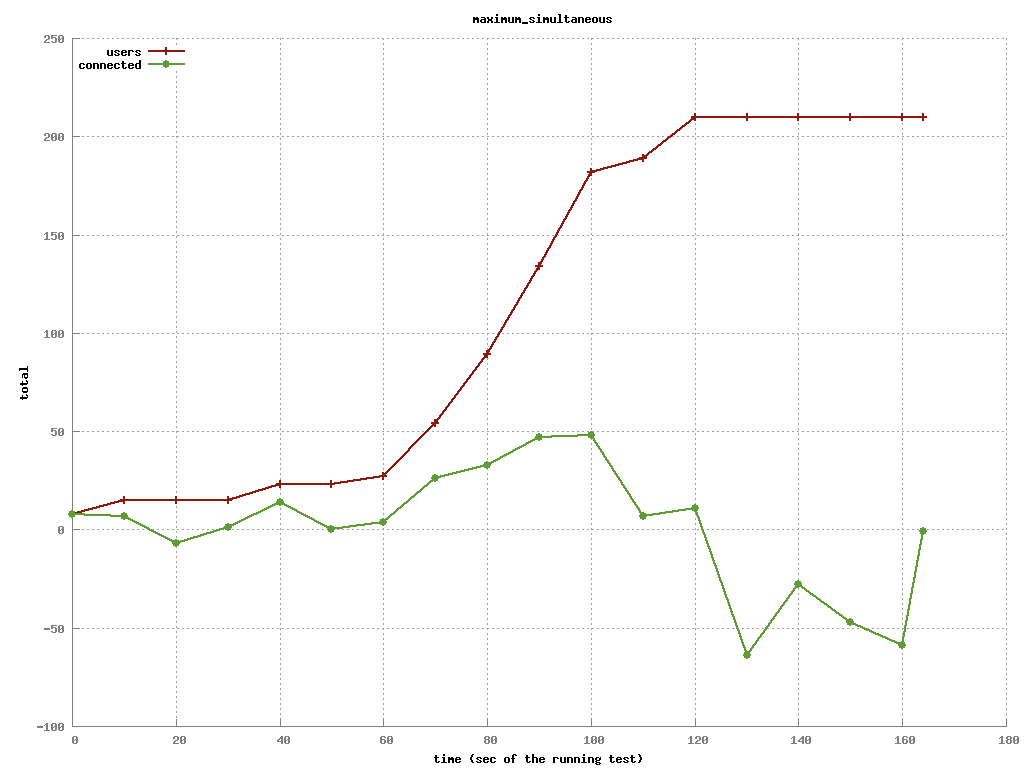 maximum_simultaneous
250
users
connected
200
150
100
total
50
0
-50
-100
0 20 40 60 80 100 120 140 160 180
time (sec of the running test)